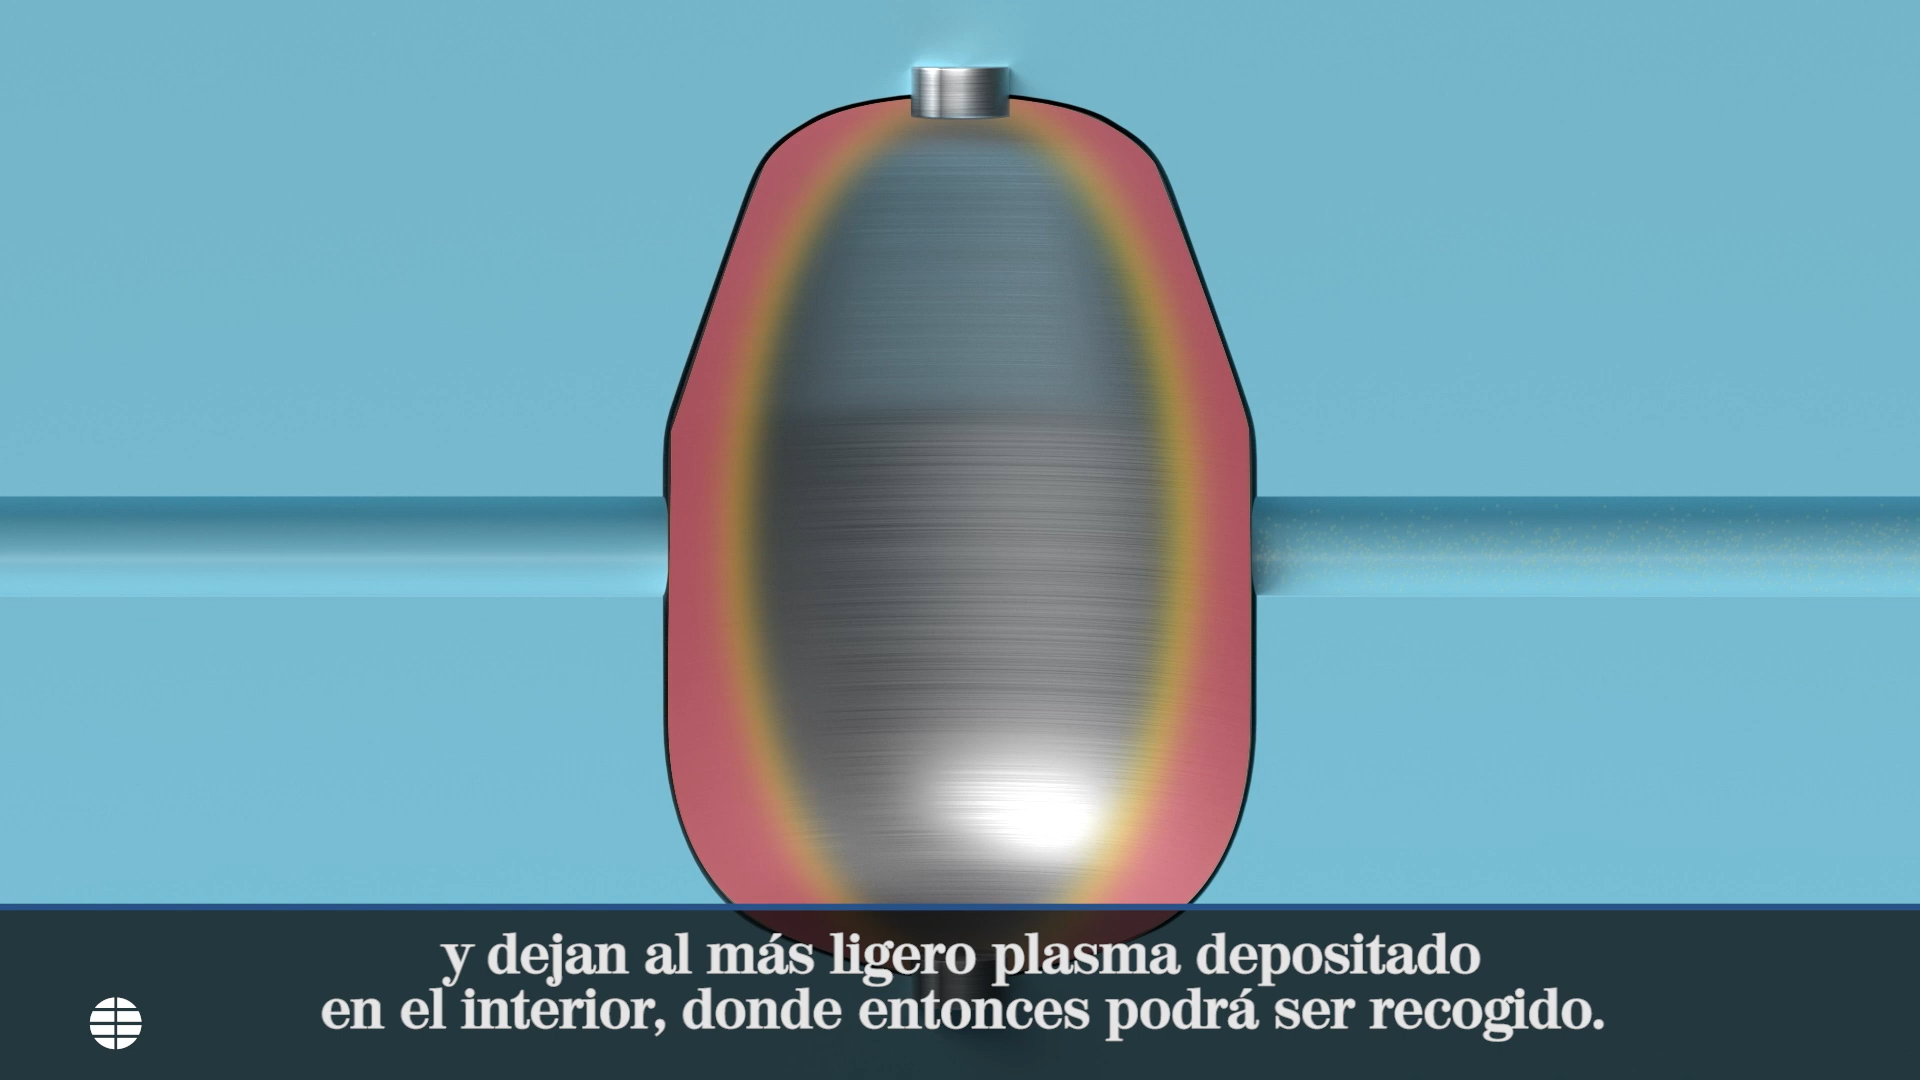 y dejan al más ligero plasma depositado
en el interior, donde entonces podrá ser recogido.